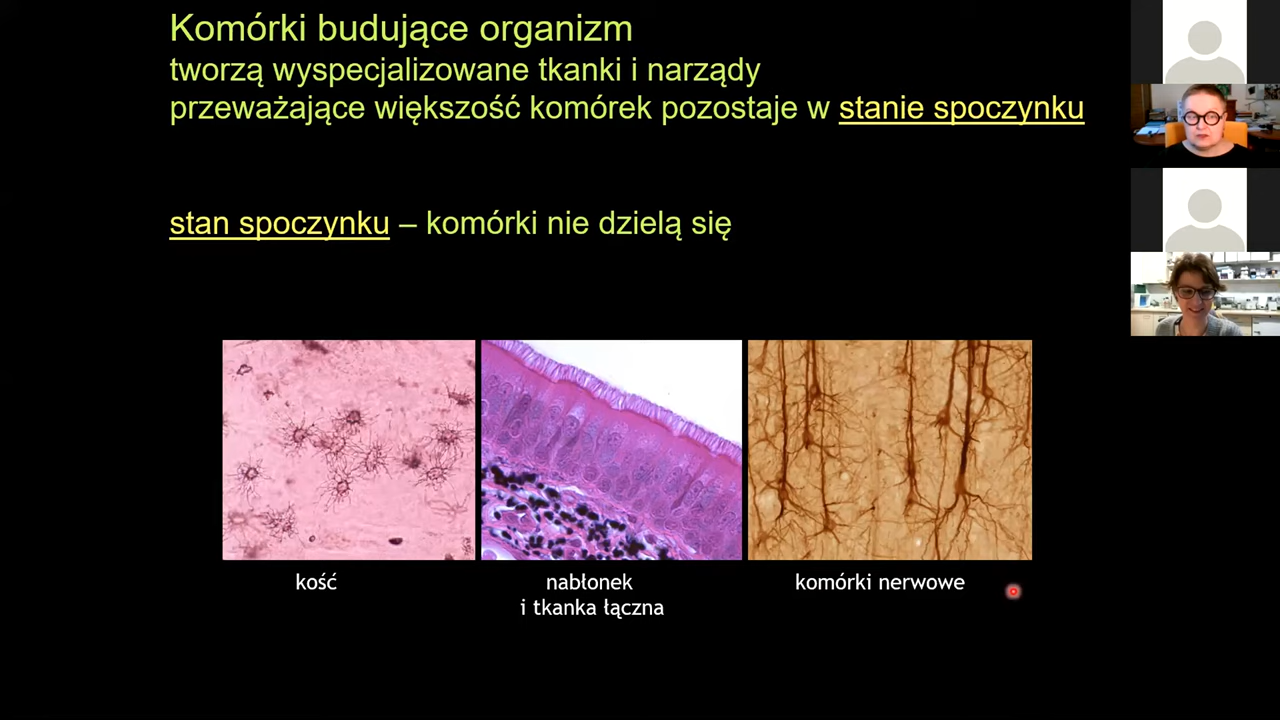 Komórki budujące organizm
tworzą wyspecjalizowane tkanki i narządy
przeważające większość komórek pozostaje w stanie spoczynku
stan spoczynku – komórki nie dzielą się
kość
nabłonek
i tkanka łączna
komórki nerwowe